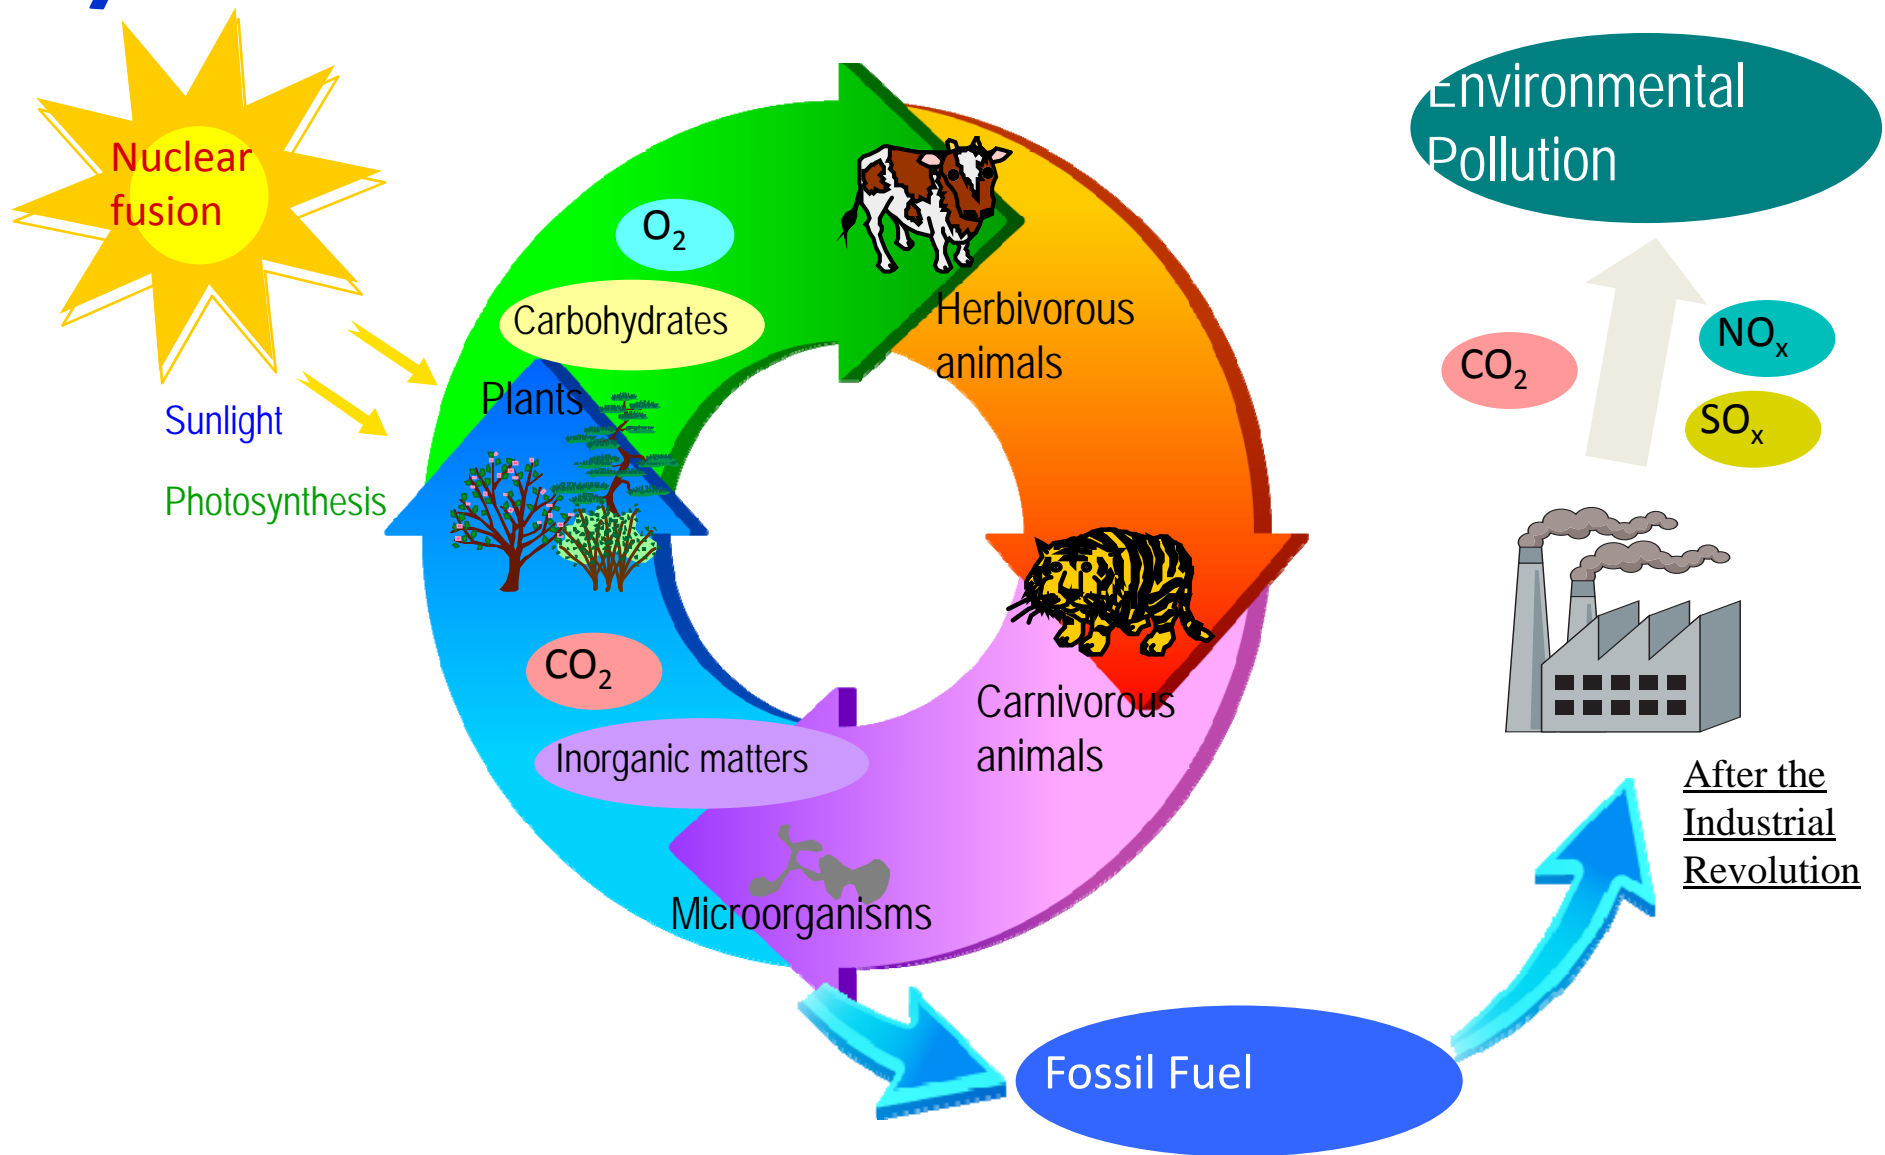 Nuclear
fusion
Sunlight
Photosynthesis
O₂
Carbohydrates
Plants
Herbivorous
animals
Carnivorous
animals
CO₂
Inorganic matters
Microorganisms
Fossil Fuel
After the
Industrial
Revolution
CO₂
NOₓ
SOₓ
Environmental
Pollution